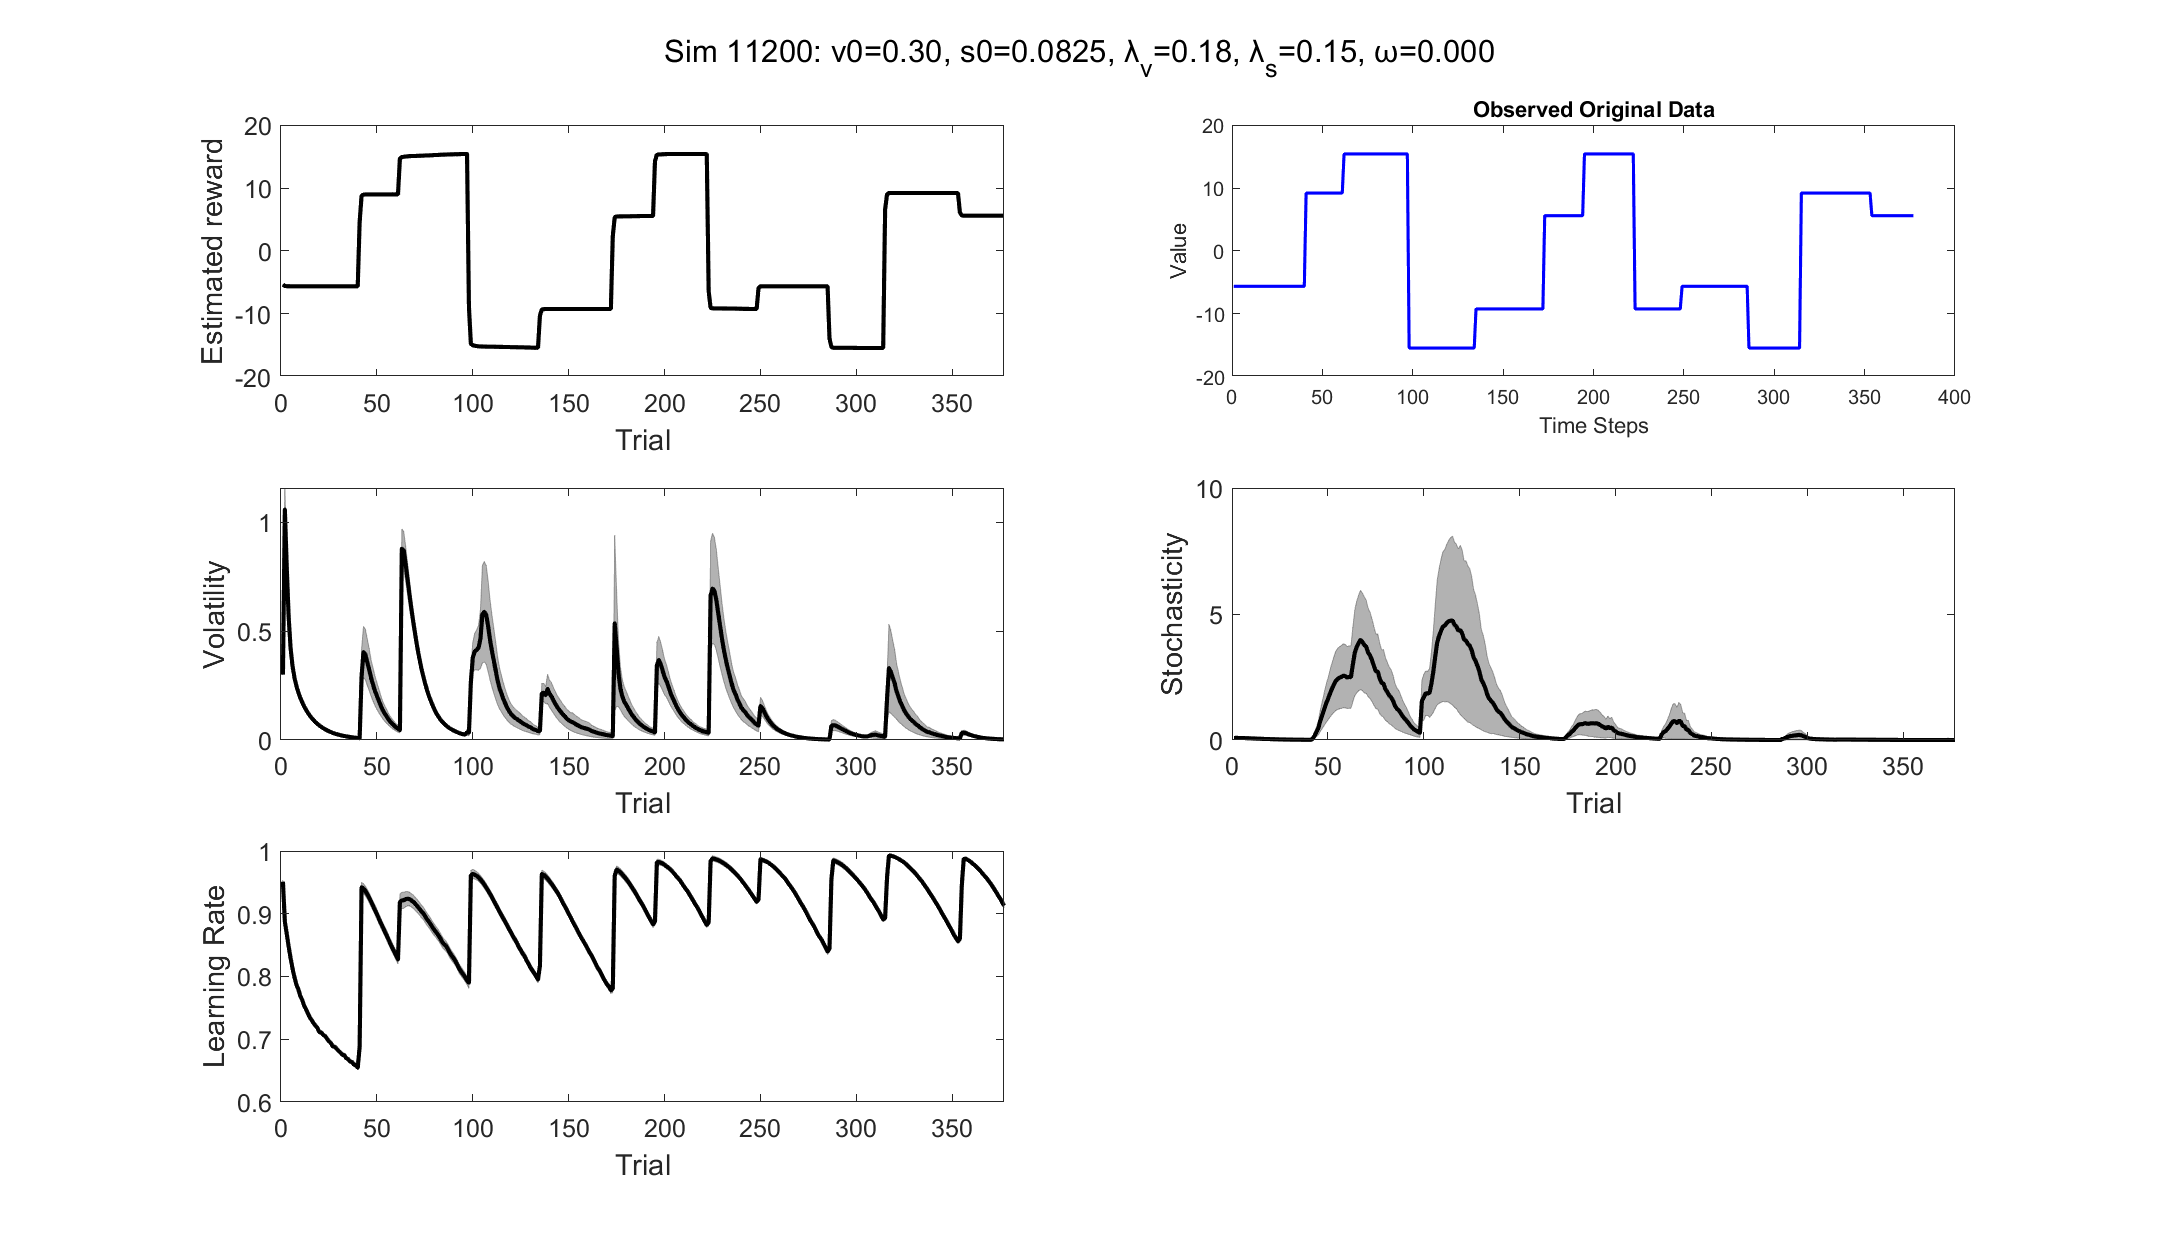 Sim 11200: v0=0.30, s0=0.0825, λv=0.18, λs=0.15, ω=0.000
20
10
0
-10
-20
Estimated reward
0 50 100 150 200 250 300 350
Trial
Observed Original Data
20
10
0
-10
-20
Value
0 50 100 150 200 250 300 350 400
Time Steps
1
0.5
0
Volatility
0 50 100 150 200 250 300 350
Trial
10
5
0
Stochasticity
0 50 100 150 200 250 300 350
Trial
1
0.9
0.8
0.7
0.6
Learning Rate
0 50 100 150 200 250 300 350
Trial